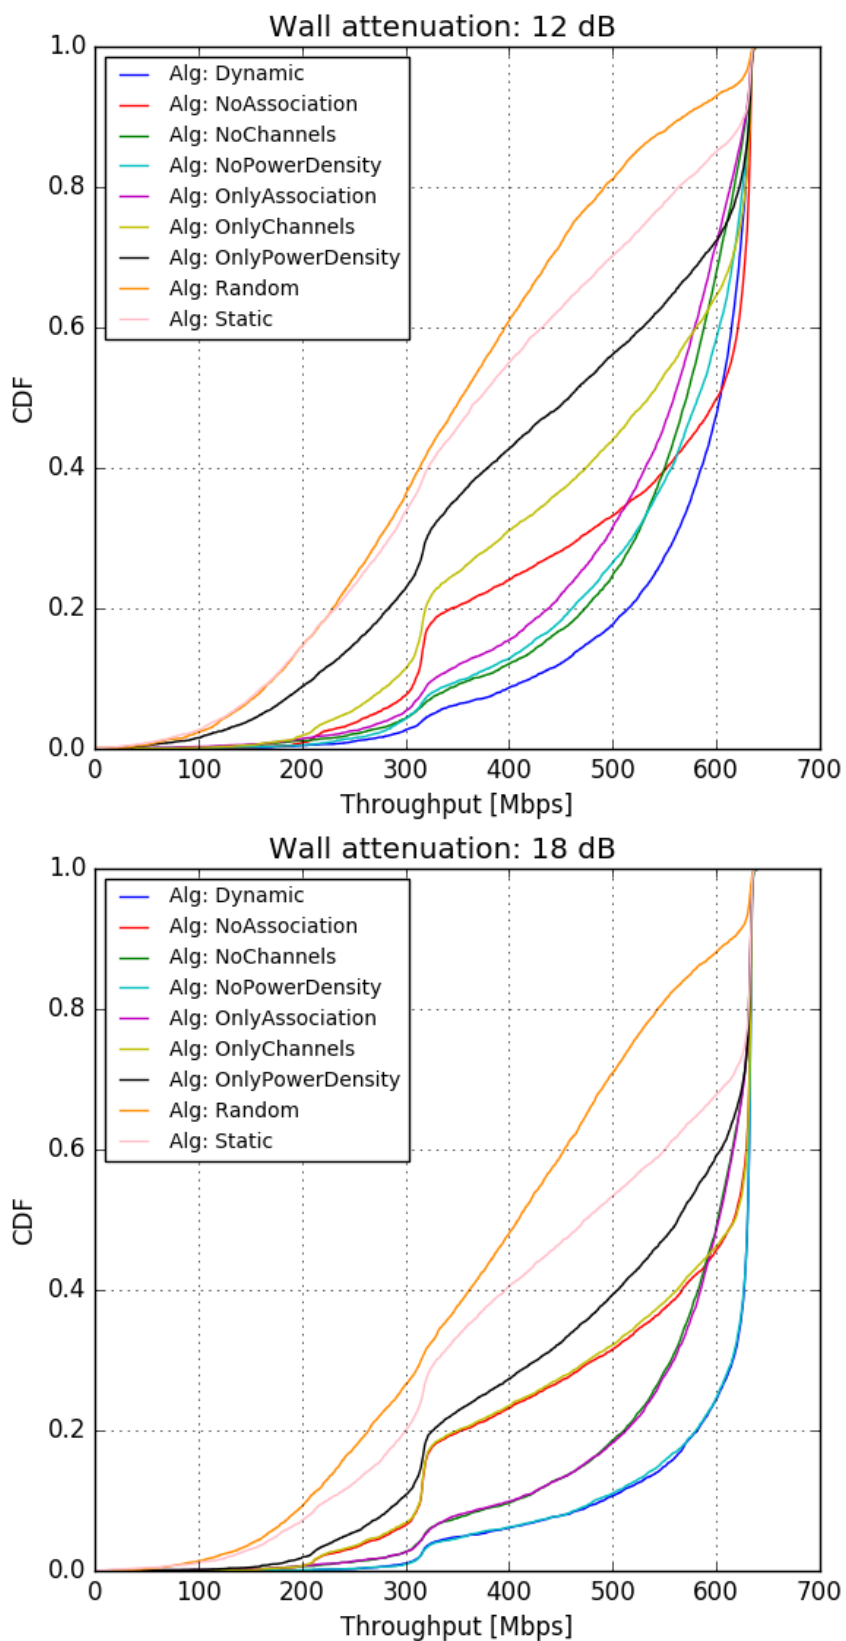 Wall attenuation: 12 dB
1.0
Alg: Dynamic
Alg: NoAssociation
Alg: NoChannels
Alg: NoPowerDensity
Alg: OnlyAssociation
Alg: OnlyChannels
Alg: OnlyPowerDensity
Alg: Random
Alg: Static
0.8
0.6
CDF
0.4
0.2
0.0
0 100 200 300 400 500 600 700
Throughput [Mbps]
Wall attenuation: 18 dB
1.0
Alg: Dynamic
Alg: NoAssociation
Alg: NoChannels
Alg: NoPowerDensity
Alg: OnlyAssociation
Alg: OnlyChannels
Alg: OnlyPowerDensity
Alg: Random
Alg: Static
0.8
0.6
CDF
0.4
0.2
0.0
0 100 200 300 400 500 600 700
Throughput [Mbps]